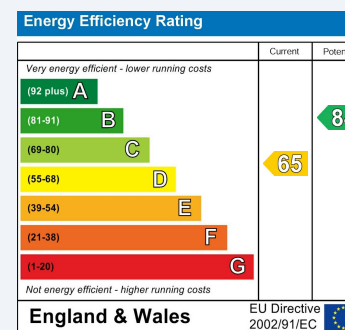 Energy Efficiency Rating
Current
Very energy efficient - lower running costs
(92 plus) A
(81-91) B
(69-80) C
(55-68) D
65
(39-54) E
(21-38) F
(1-20) G
Not energy efficient - higher running costs
England & Wales
EU Directive
2002/91/EC